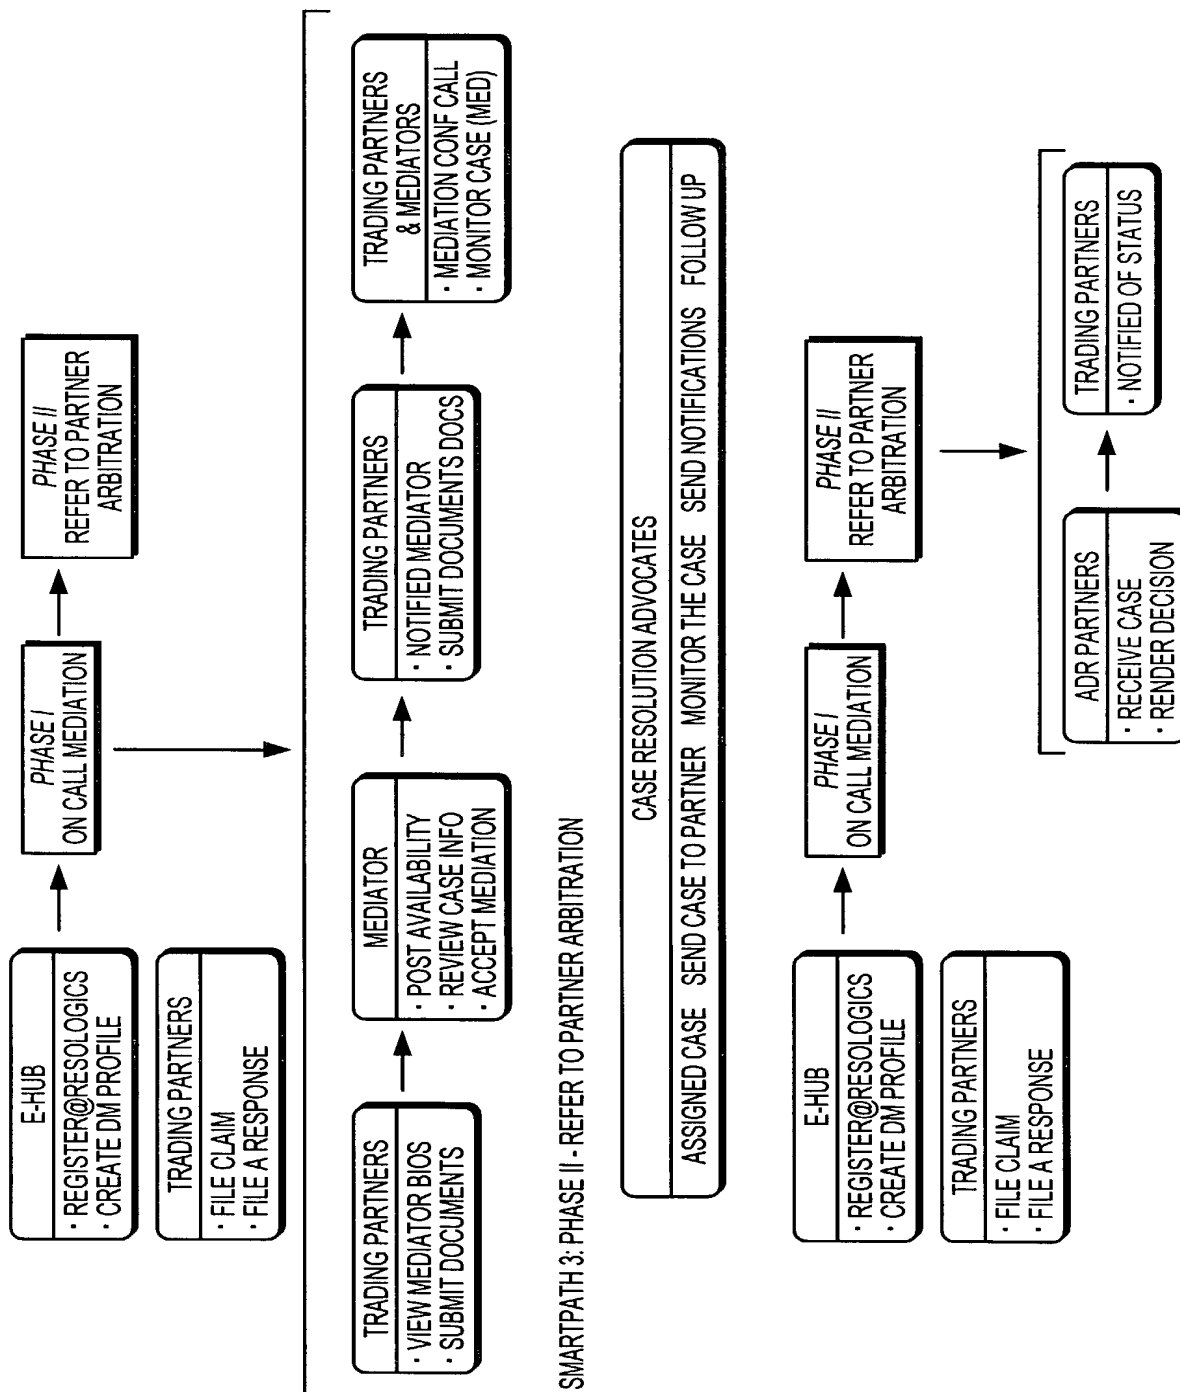 E-HUB
· REGISTER@RESOLOGICS
· CREATE DM PROFILE
TRADING PARTNERS
· FILE CLAIM
· FILE A RESPONSE
PHASE I
ON CALL MEDIATION
PHASE II
REFER TO PARTNER
ARBITRATION
TRADING PARTNERS
· VIEW MEDIATOR BIOS
· SUBMIT DOCUMENTS
MEDIATOR
· POST AVAILABILITY
· REVIEW CASE INFO
· ACCEPT MEDIATION
TRADING PARTNERS
· NOTIFIED MEDIATOR
· SUBMIT DOCUMENTS DOCS
TRADING PARTNERS
& MEDIATORS
· MEDIATION CONF CALL
· MONITOR CASE (MED)
SMARTPATH 3: PHASE II - REFER TO PARTNER ARBITRATION
CASE RESOLUTION ADVOCATES
ASSIGNED CASE SEND CASE TO PARTNER MONITOR THE CASE SEND NOTIFICATIONS FOLLOW UP
E-HUB
· REGISTER@RESOLOGICS
· CREATE DM PROFILE
TRADING PARTNERS
· FILE CLAIM
· FILE A RESPONSE
PHASE I
ON CALL MEDIATION
PHASE II
REFER TO PARTNER
ARBITRATION
ADR PARTNERS
· RECEIVE CASE
· RENDER DECISION
TRADING PARTNERS
· NOTIFIED OF STATUS